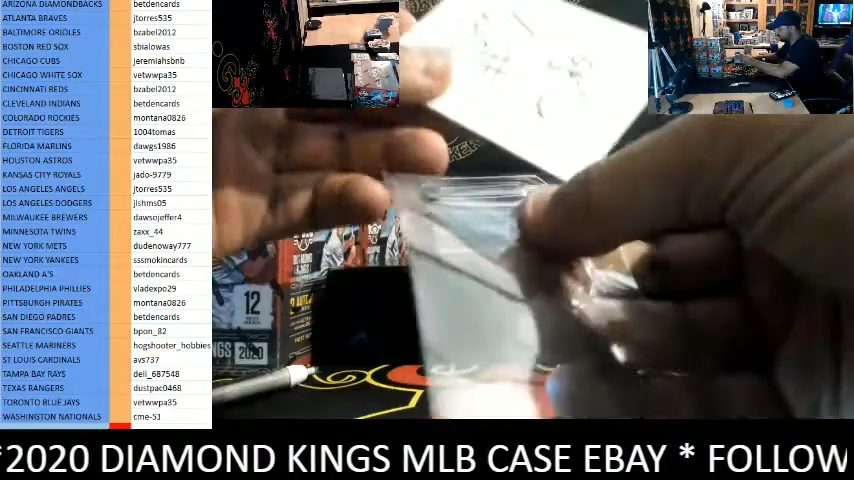 ARIZONA DIAMONDBACKS betdencards
ATLANTA BRAVES jtorres535
BALTIMORE ORIOLES bzabel2012
BOSTON RED SOX sbialowas
CHICAGO CUBS jeremiahsbnb
CHICAGO WHITE SOX vetwwpa35
CINCINNATI REDS bzabel2012
CLEVELAND INDIANS betdencards
COLORADO ROCKIES montana0826
DETROIT TIGERS 1004tomas
FLORIDA MARLINS dawgs1986
HOUSTON ASTROS vetwwpa35
KANSAS CITY ROYALS jado-9779
LOS ANGELES ANGELS jtorres535
LOS ANGELES DODGERS jlshms05
MILWAUKEE BREWERS dawsojeffer4
MINNESOTA TWINS zaxx_44
NEW YORK METS dudenoway777
NEW YORK YANKEES sssmokincards
OAKLAND A'S betdencards
PHILADELPHIA PHILLIES vladexpo29
PITTSBURGH PIRATES montana0826
SAN DIEGO PADRES betdencards
SAN FRANCISCO GIANTS bpon_82
SEATTLE MARINERS hogshooter_hobbies
ST LOUIS CARDINALS avs737
TAMPA BAY RAYS deli_687548
TEXAS RANGERS dustpac0468
TORONTO BLUE JAYS vetwwpa35
WASHINGTON NATIONALS cme-51
12
2020
*2020 DIAMOND KINGS MLB CASE EBAY * FOLLOW